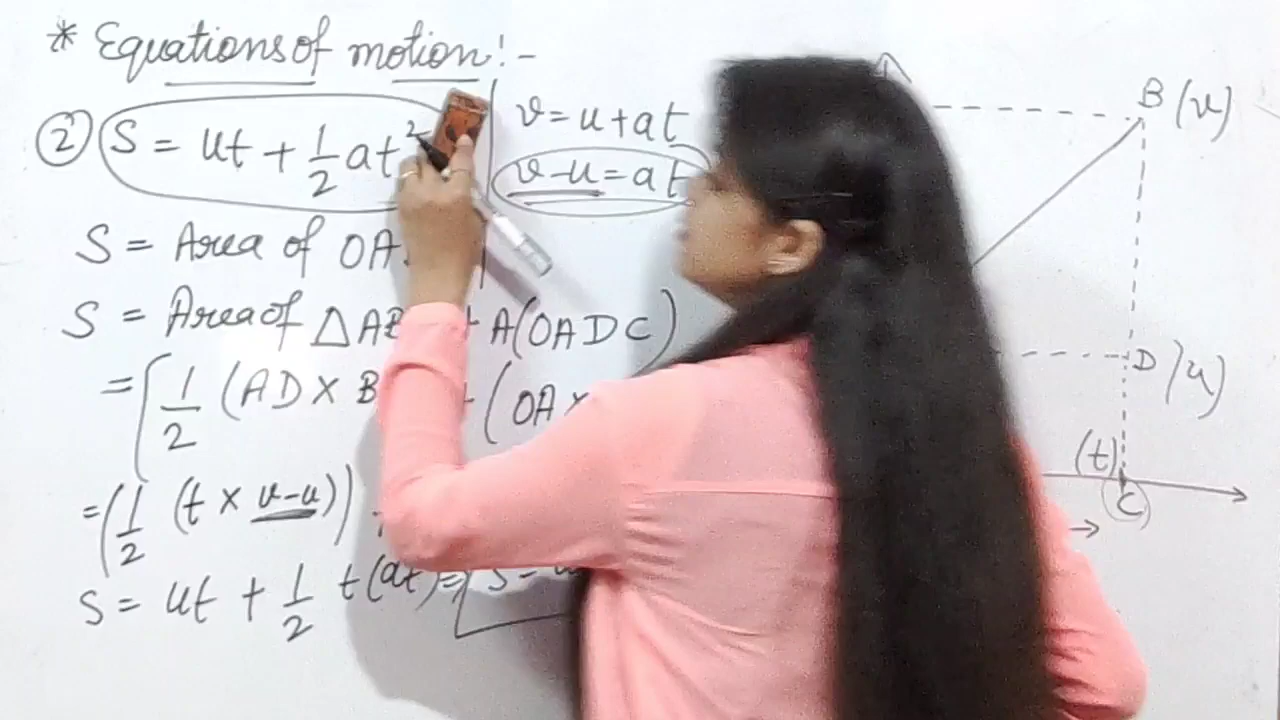 * Equations of motion :-
② S = ut + 1/2 at²
v = u + at
v - u = at
S = Area of OA
S = Area of △AB + A(OADC)
= [ 1/2 (AD × B + (OA ×
= ( 1/2 (t × v-u) )
S = ut + 1/2 t(at) = S =
B (v)
D (u)
(t)
C